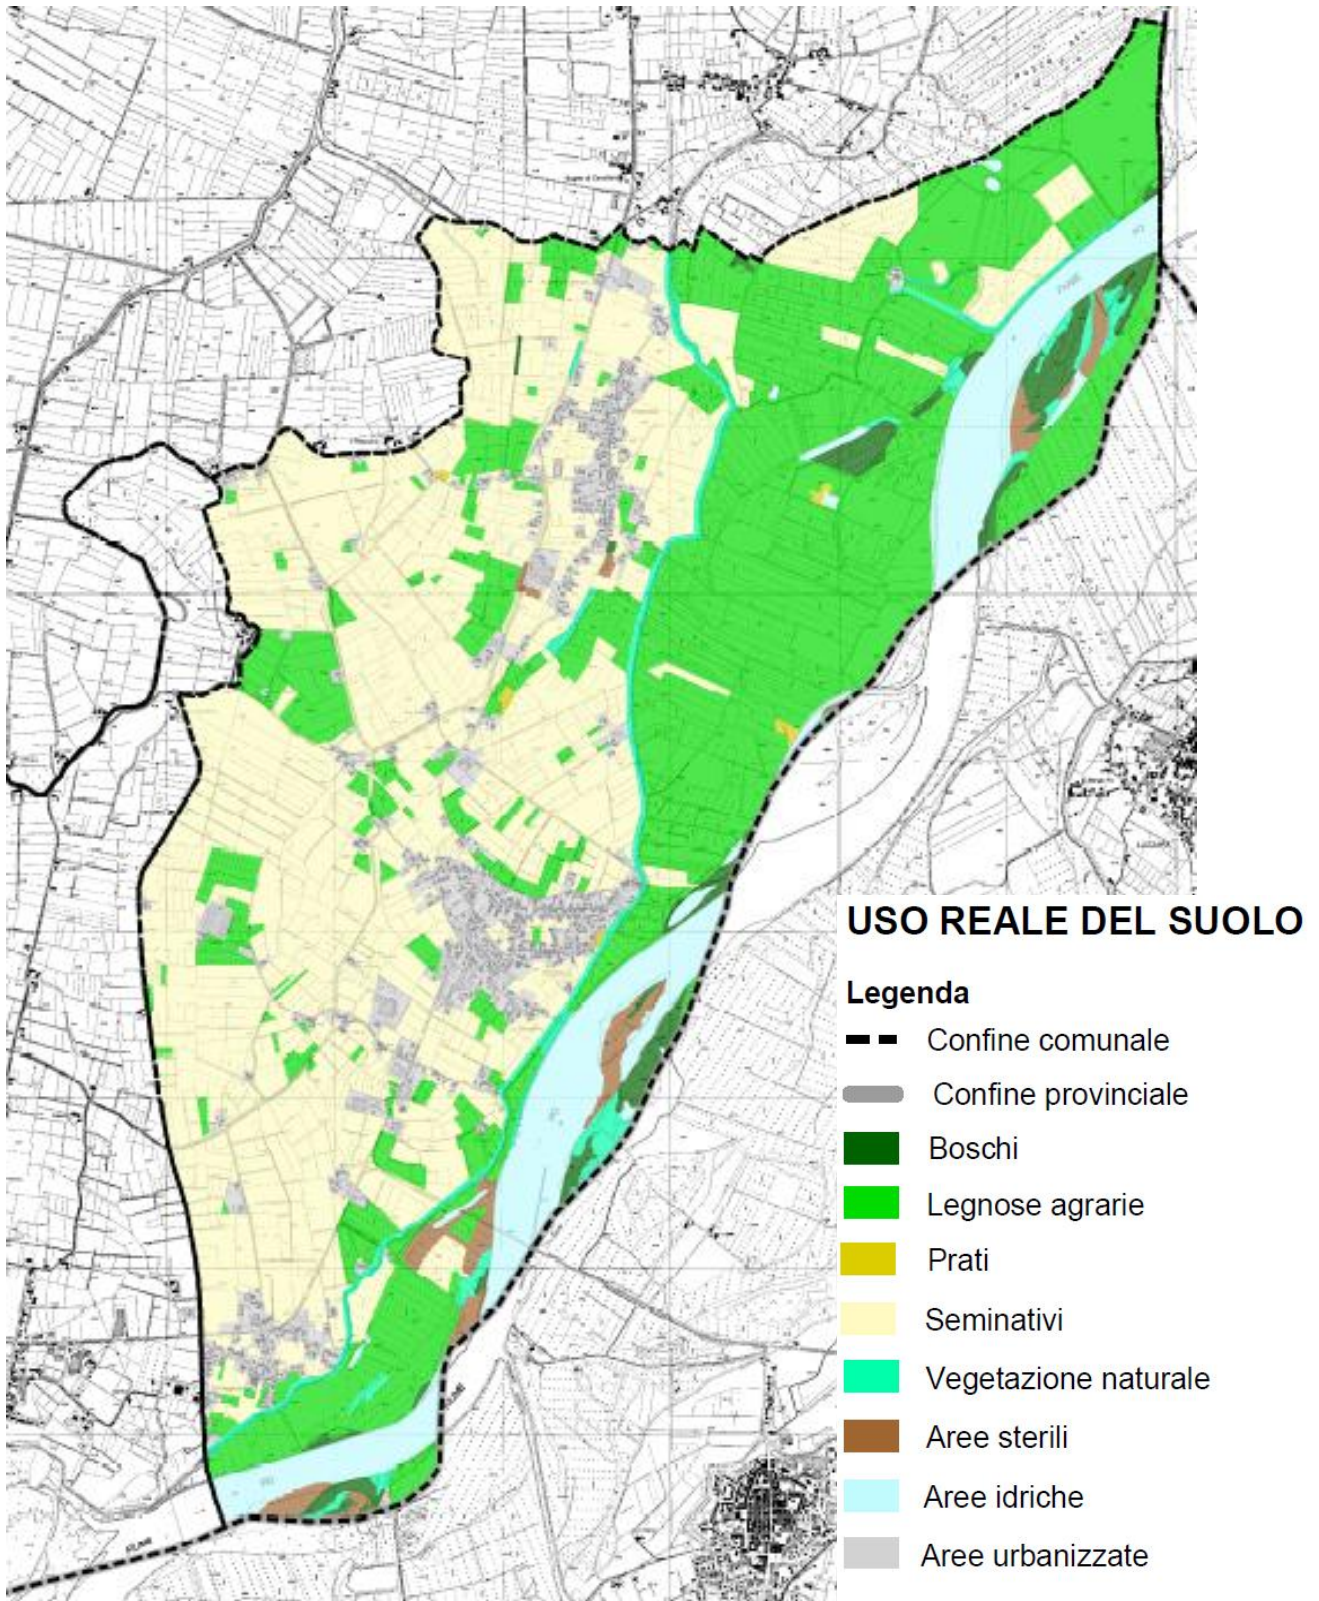 USO REALE DEL SUOLO
Legenda
Confine comunale
Confine provinciale
Boschi
Legnose agrarie
Prati
Seminativi
Vegetazione naturale
Aree sterili
Aree idriche
Aree urbanizzate